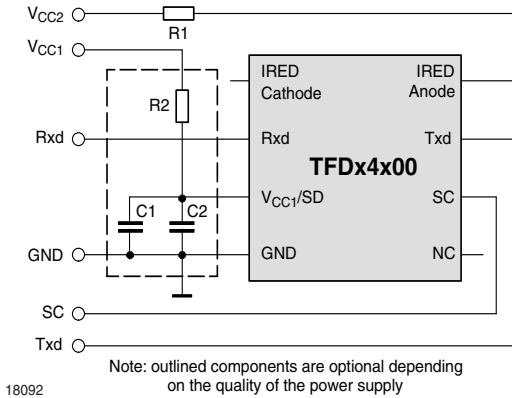 VCC2
R1
VCC1
IRED
Cathode
IRED
Anode
R2
Rxd
Rxd
Txd
TFDx4x00
C1
C2
VCC1/SD
SC
GND
GND
NC
SC
Txd
Note: outlined components are optional depending
on the quality of the power supply
18092